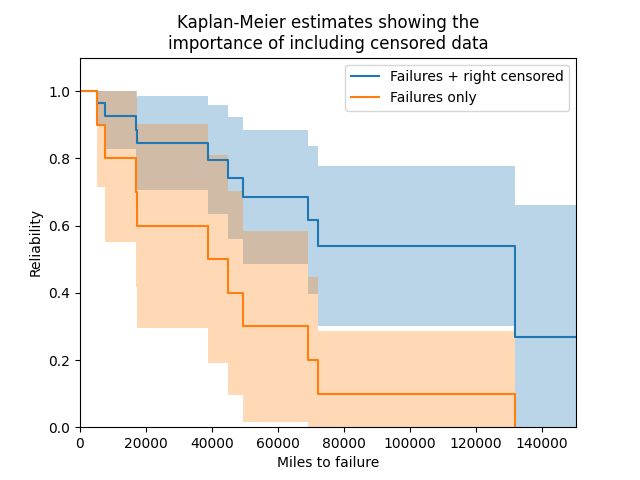 Kaplan-Meier estimates showing the
importance of including censored data
Failures + right censored
Failures only
Reliability
1.0
0.8
0.6
0.4
0.2
0.0
0 20000 40000 60000 80000 100000 120000 140000
Miles to failure